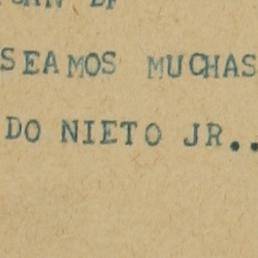 SEAMOS MUCHAS
DO NIETO JR..